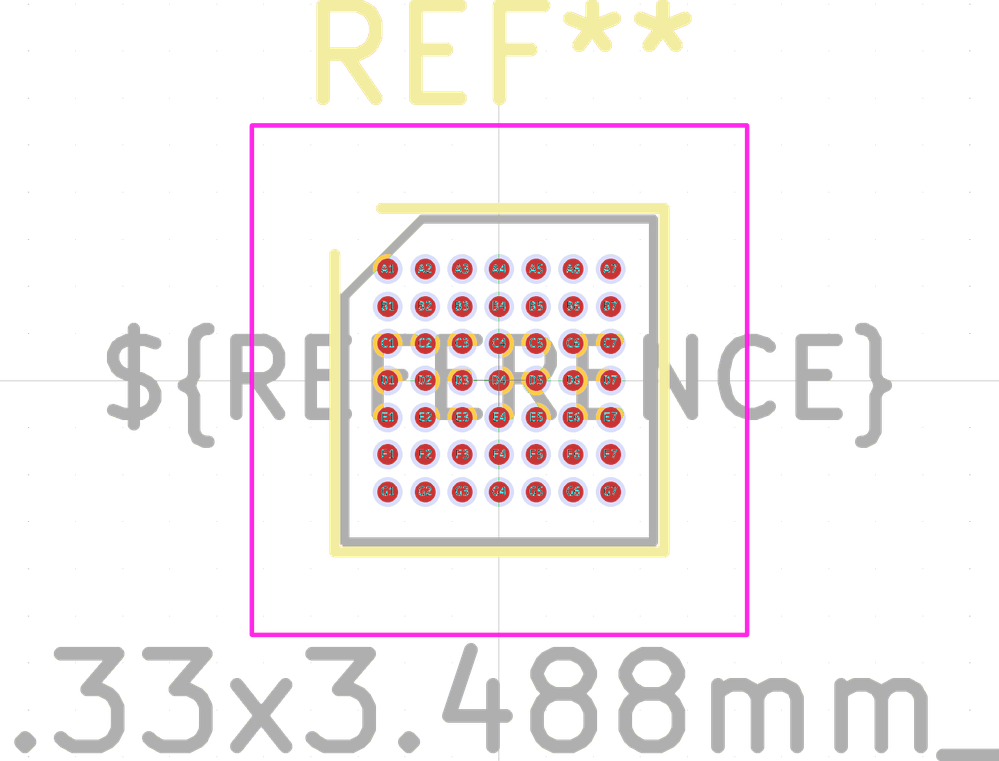 REF**
A1 A2 A3 A4 A5 A6 A7
B1 B2 B3 B4 B5 B6 B7
C1 C2 C3 C4 C5 C6 C7
${REFERENCE}
D1 D2 D3 D4 D5 D6 D7
E1 E2 E3 E4 E5 E6 E7
F1 F2 F3 F4 F5 F6 F7
G1 G2 G3 G4 G5 G6 G7
.33x3.488mm_